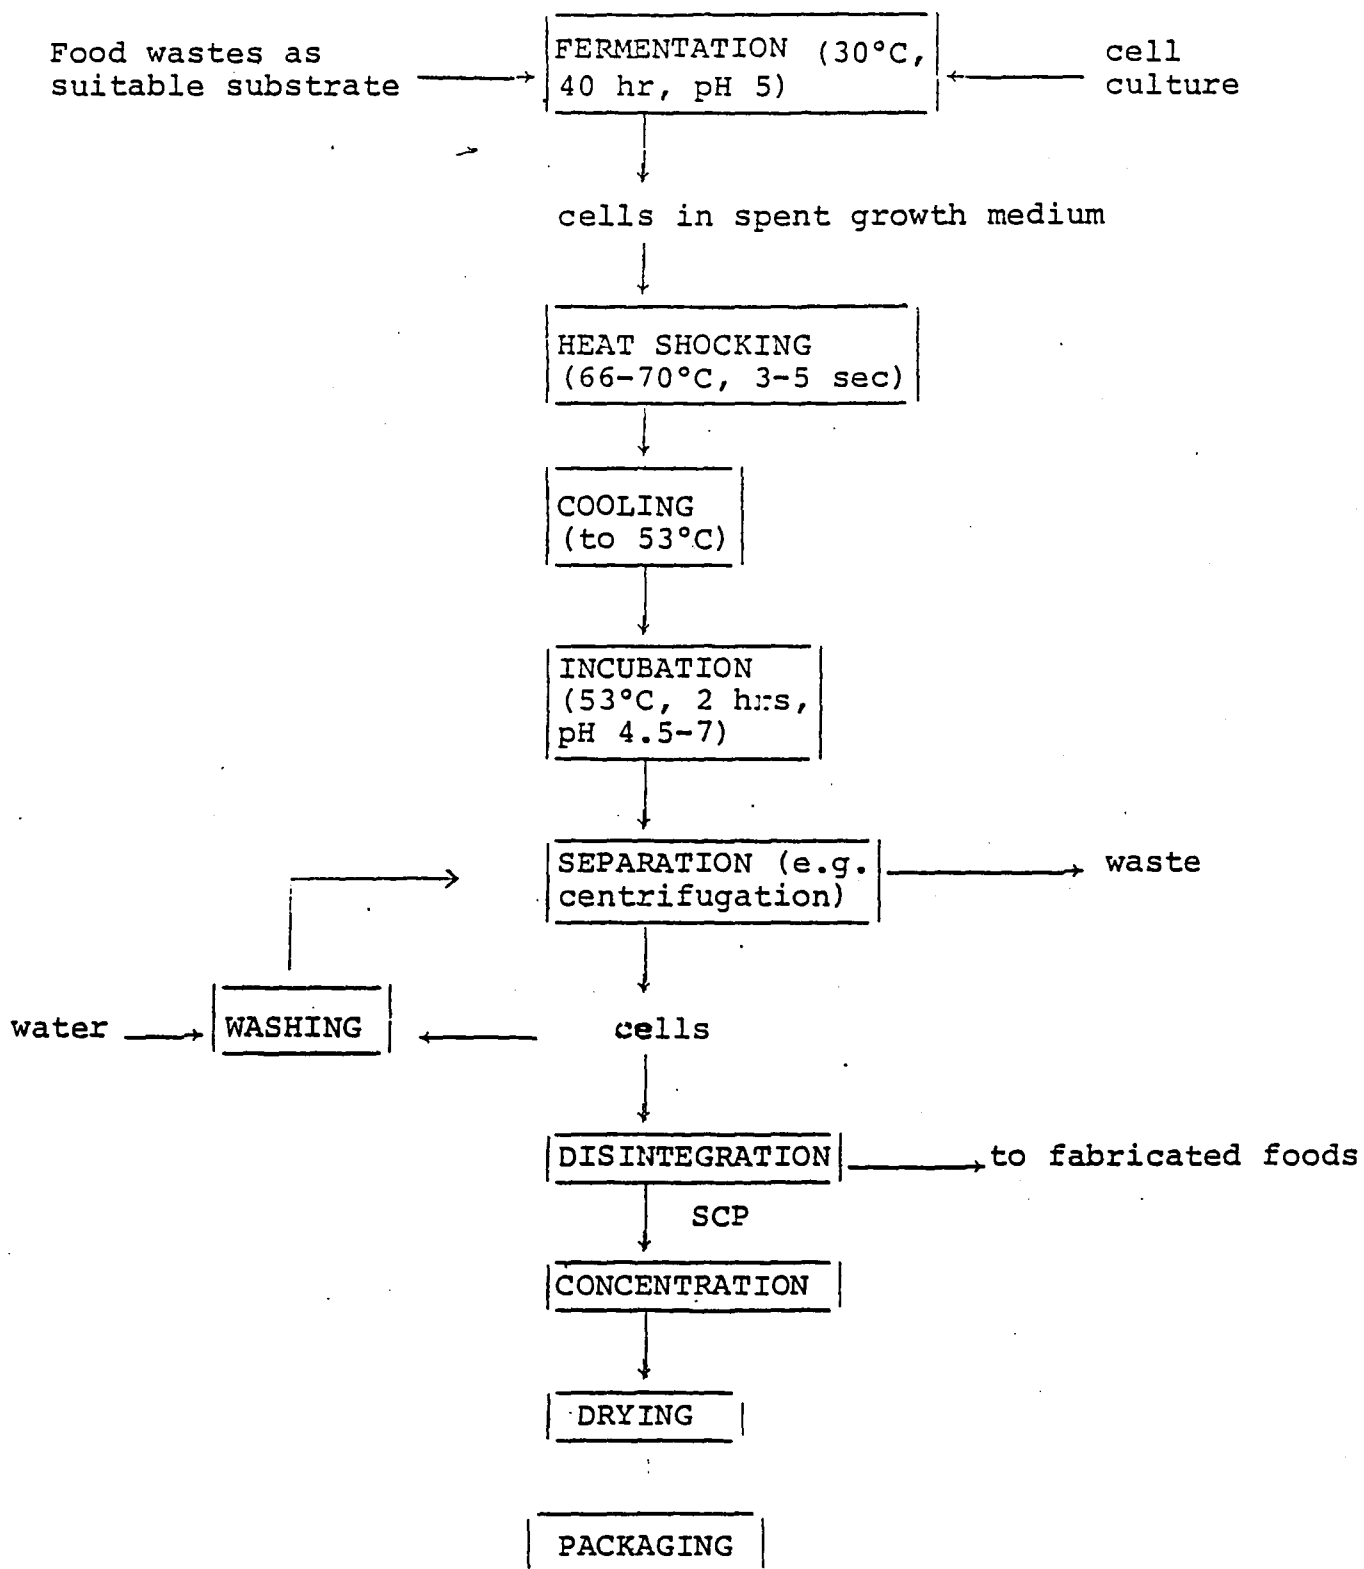 Food wastes as
suitable substrate
FERMENTATION (30°C,
40 hr, pH 5)
cell
culture
cells in spent growth medium
HEAT SHOCKING
(66-70°C, 3-5 sec)
COOLING
(to 53°C)
INCUBATION
(53°C, 2 hrs,
pH 4.5-7)
SEPARATION (e.g.
centrifugation)
waste
water
WASHING
cells
DISINTEGRATION
to fabricated foods
SCP
CONCENTRATION
DRYING
PACKAGING